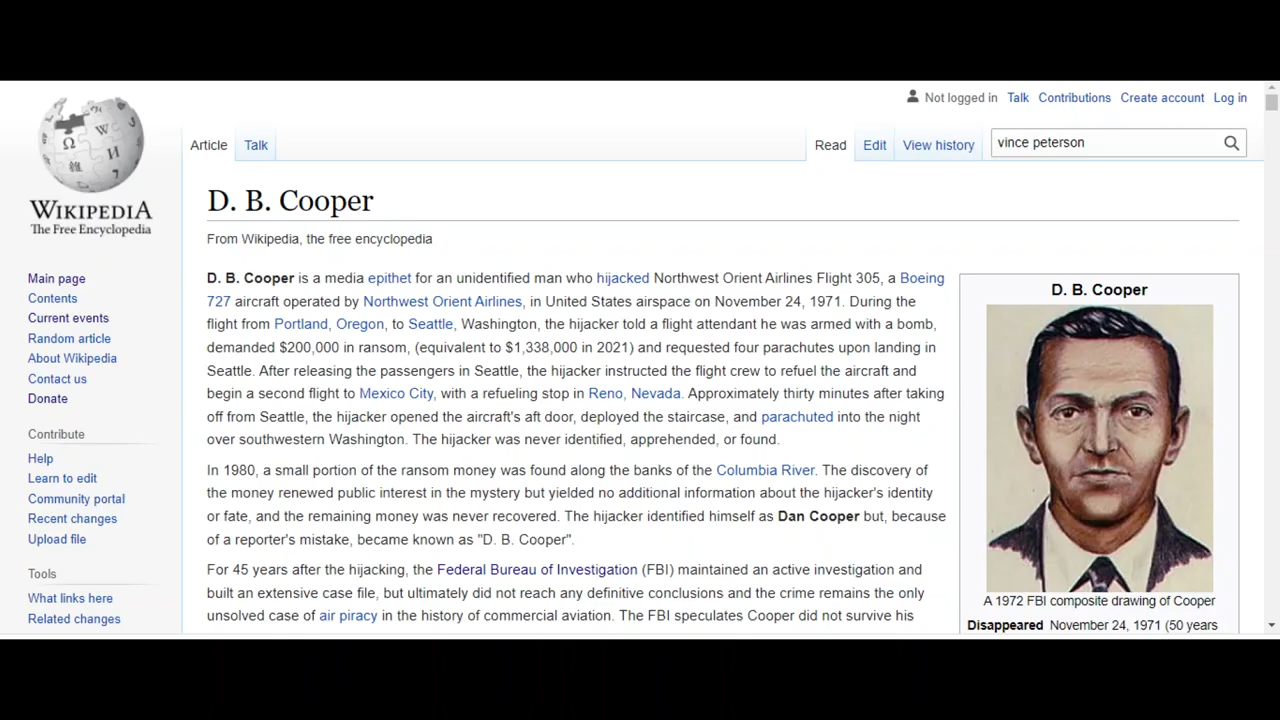 Not logged in Talk Contributions Create account Log in
Article Talk Read Edit View history vince peterson
WIKIPEDIA
The Free Encyclopedia
Main page
Contents
Current events
Random article
About Wikipedia
Contact us
Donate
Contribute
Help
Learn to edit
Community portal
Recent changes
Upload file
Tools
What links here
Related changes
D. B. Cooper
From Wikipedia, the free encyclopedia
D. B. Cooper is a media epithet for an unidentified man who hijacked Northwest Orient Airlines Flight 305, a Boeing
727 aircraft operated by Northwest Orient Airlines, in United States airspace on November 24, 1971. During the
flight from Portland, Oregon, to Seattle, Washington, the hijacker told a flight attendant he was armed with a bomb,
demanded $200,000 in ransom, (equivalent to $1,338,000 in 2021) and requested four parachutes upon landing in
Seattle. After releasing the passengers in Seattle, the hijacker instructed the flight crew to refuel the aircraft and
begin a second flight to Mexico City, with a refueling stop in Reno, Nevada. Approximately thirty minutes after taking
off from Seattle, the hijacker opened the aircraft's aft door, deployed the staircase, and parachuted into the night
over southwestern Washington. The hijacker was never identified, apprehended, or found.
In 1980, a small portion of the ransom money was found along the banks of the Columbia River. The discovery of
the money renewed public interest in the mystery but yielded no additional information about the hijacker's identity
or fate, and the remaining money was never recovered. The hijacker identified himself as Dan Cooper but, because
of a reporter's mistake, became known as "D. B. Cooper".
For 45 years after the hijacking, the Federal Bureau of Investigation (FBI) maintained an active investigation and
built an extensive case file, but ultimately did not reach any definitive conclusions and the crime remains the only
unsolved case of air piracy in the history of commercial aviation. The FBI speculates Cooper did not survive his
D. B. Cooper
A 1972 FBI composite drawing of Cooper
Disappeared November 24, 1971 (50 years